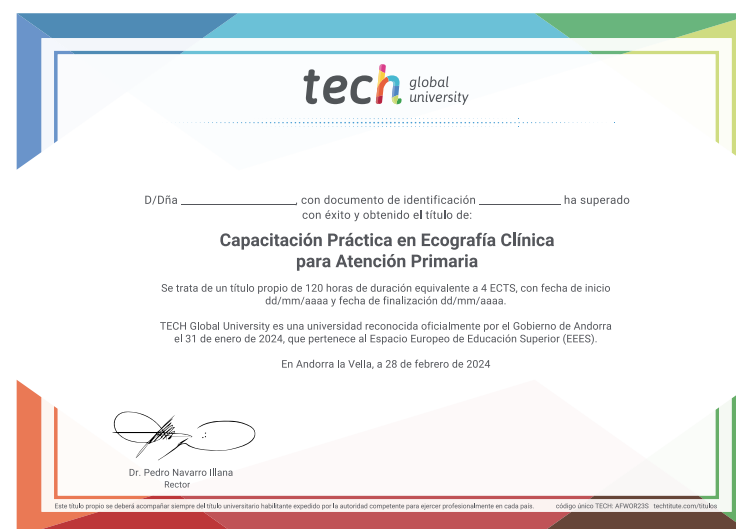 tech global university
D/Dña ________________, con documento de identificación ____________ ha superado
con éxito y obtenido el título de:
Capacitación Práctica en Ecografía Clínica
para Atención Primaria
Se trata de un título propio de 120 horas de duración equivalente a 4 ECTS, con fecha de inicio
dd/mm/aaaa y fecha de finalización dd/mm/aaaa.
TECH Global University es una universidad reconocida oficialmente por el Gobierno de Andorra
el 31 de enero de 2024, que pertenece al Espacio Europeo de Educación Superior (EEES).
En Andorra la Vella, a 28 de febrero de 2024
Dr. Pedro Navarro Illana
Rector
Este título propio se deberá acompañar siempre del título universitario habilitante expedido por la autoridad competente para ejercer profesionalmente en cada país. código único TECH: AFWOR23S techtitute.com/titulos